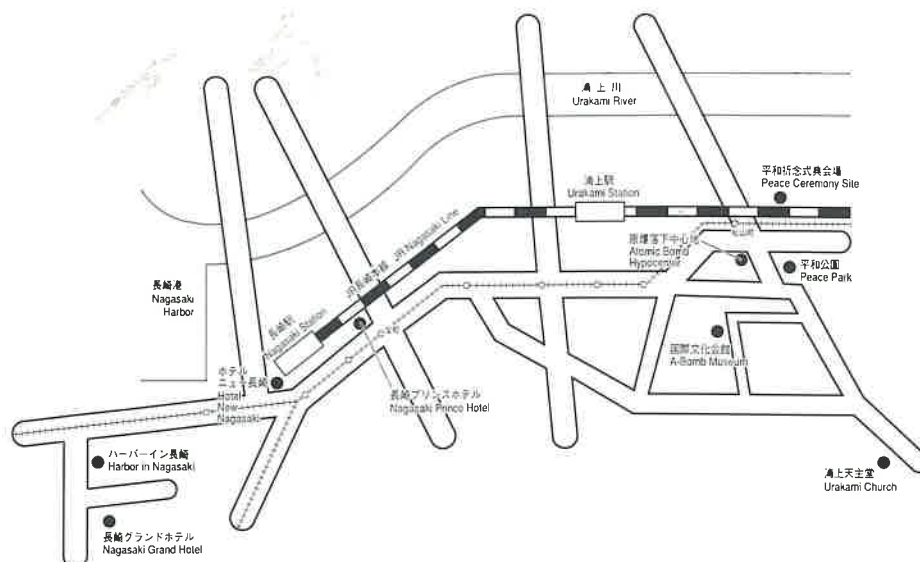 浦上川
Urakami River
平和祈念式典会場
Peace Ceremony Site
浦上駅
Urakami Station
松山町
原爆落下中心地
Atomic Bomb
Hypocenter
平和公園
Peace Park
JR長崎本線 JR Nagasaki Line
長崎港
Nagasaki
Harbor
長崎駅
Nagasaki Station
宝町
国際文化会館
A-Bomb Museum
ホテル
ニュー長崎
Hotel
New
Nagasaki
長崎プリンスホテル
Nagasaki Prince Hotel
ハーバーイン長崎
Harbor in Nagasaki
浦上天主堂
Urakami Church
長崎グランドホテル
Nagasaki Grand Hotel